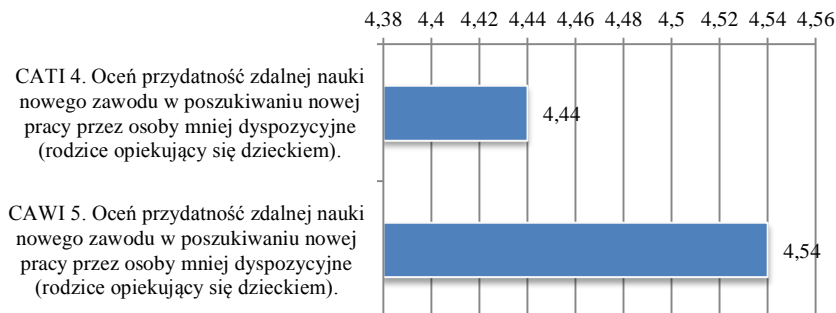 4,38 4,4 4,42 4,44 4,46 4,48 4,5 4,52 4,54 4,56
CATI 4. Oceń przydatność zdalnej nauki
nowego zawodu w poszukiwaniu nowej
pracy przez osoby mniej dyspozycyjne
(rodzice opiekujący się dzieckiem).
4,44
CAWI 5. Oceń przydatność zdalnej nauki
nowego zawodu w poszukiwaniu nowej
pracy przez osoby mniej dyspozycyjne
(rodzice opiekujący się dzieckiem).
4,54